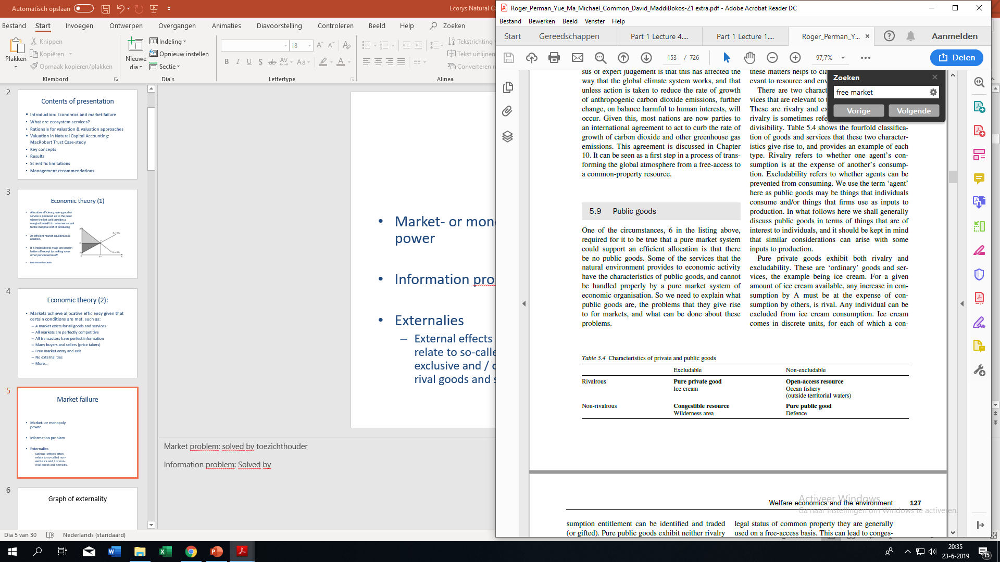 Automatisch opslaan
Ecorys Natural C
Bestand Start Invoegen Ontwerpen Overgangen Animaties Diavoorstelling Controleren Beeld Help Zoeken
Plakken
Knippen
Kopiëren
Opmaak kopiëren/plakken
Klembord
Nieuwe
dia
Indeling
Opnieuw instellen
Sectie
Dia's
18
B I U S ab AV Aa A
Lettertype
Tekstrichting
Tekst uitlijnen
Converteren n
Alinea
2
Contents of presentation
Introduction: Economics and market failure
What are ecosystem services?
Rationale for valuation & valuation approaches
Valuation in Natural Capital Accounting:
MacRobert Trust Case-study
Key concepts
Results
Scientific limitations
Management recommendations
3
Economic theory (1)
Allocative efficiency: every good or
service is produced up to the point
where the last unit provides a
marginal benefit to consumers equal
to the marginal cost of producing
An efficient market equilibrium is
reached.
It is impossible to make one person
better off except by making some
other person worse off.
4
Economic theory (2):
Markets achieve allocative efficiency given that
certain conditions are met, such as:
– A market exists for all goods and services
– All markets are perfectly competitive
– All transactors have perfect information
– Many buyers and sellers (price takers)
– Free market entry and exit
– No externalities
– More...
5
Market failure
• Market- or monopoly
power
• Information problem
• Externalies
– External effects often
relate to so-called non-
exclusive and / or non-
rival goods and services.
6
Graph of externality
• Market- or mon
power
• Information pro
• Externalies
– External effects
relate to so-calle
exclusive and / o
rival goods and s
Market problem: solved by toezichthouder
Information problem: Solved by
Dia 5 van 30 Nederlands (standaard)
Roger_Perman_Yue_Ma_Michael_Common_David_MaddiBokos-Z1 extra.pdf - Adobe Acrobat Reader DC
Bestand Bewerken Beeld Venster Help
Start Gereedschappen Part 1 Lecture 4.... Part 1 Lecture 1.... Roger_Perman_Y... Aanmelden
153 / 726 97,7% Delen
Zoeken
free market
Vorige Volgende
sus of expert judgement is that this has affected the
way that the global climate system works, and that
unless action is taken to reduce the rate of growth
of anthropogenic carbon dioxide emissions, further
change, on balance harmful to human interests, will
occur. Given this, most nations are now parties to
an international agreement to act to curb the rate of
growth of carbon dioxide and other greenhouse gas
emissions. This agreement is discussed in Chapter
10. It can be seen as a first step in a process of trans-
forming the global atmosphere from a free-access to
a common-property resource.
5.9 Public goods
One of the circumstances, 6 in the listing above,
required for it to be true that a pure market system
could support an efficient allocation is that there
be no public goods. Some of the services that the
natural environment provides to economic activity
have the characteristics of public goods, and cannot
be handled properly by a pure market system of
economic organisation. So we need to explain what
public goods are, the problems that they give rise
to for markets, and what can be done about these
problems.
these matters helps to cla
evant to resource and env
There are two charact
vices that are relevant to
These are rivalry and ex
rivalry is sometimes refe
divisibility. Table 5.4 shows the fourfold classifica-
tion of goods and services that these two character-
istics give rise to, and provides an example of each
type. Rivalry refers to whether one agent's con-
sumption is at the expense of another's consump-
tion. Excludability refers to whether agents can be
prevented from consuming. We use the term 'agent'
here as public goods may be things that individuals
consume and/or things that firms use as inputs to
production. In what follows here we shall generally
discuss public goods in terms of things that are of
interest to individuals, and it should be kept in mind
that similar considerations can arise with some
inputs to production.
Pure private goods exhibit both rivalry and
excludability. These are 'ordinary' goods and ser-
vices, the example being ice cream. For a given
amount of ice cream available, any increase in con-
sumption by A must be at the expense of con-
sumption by others, is rival. Any individual can be
excluded from ice cream consumption. Ice cream
comes in discrete units, for each of which a con-
Table 5.4 Characteristics of private and public goods
Excludable Non-excludable
Rivalrous Pure private good Open-access resource
Ice cream Ocean fishery
(outside territorial waters)
Non-rivalrous Congestible resource Pure public good
Wilderness area Defence
Activeer Windows
Ga naar Instellingen om Windows te activeren.
Welfare economics and the environment 127
sumption entitlement can be identified and traded
(or gifted). Pure public goods exhibit neither rivalry
legal status of common property they are generally
used on a free-access basis. This can lead to conges-
20:35
23-6-2019
15